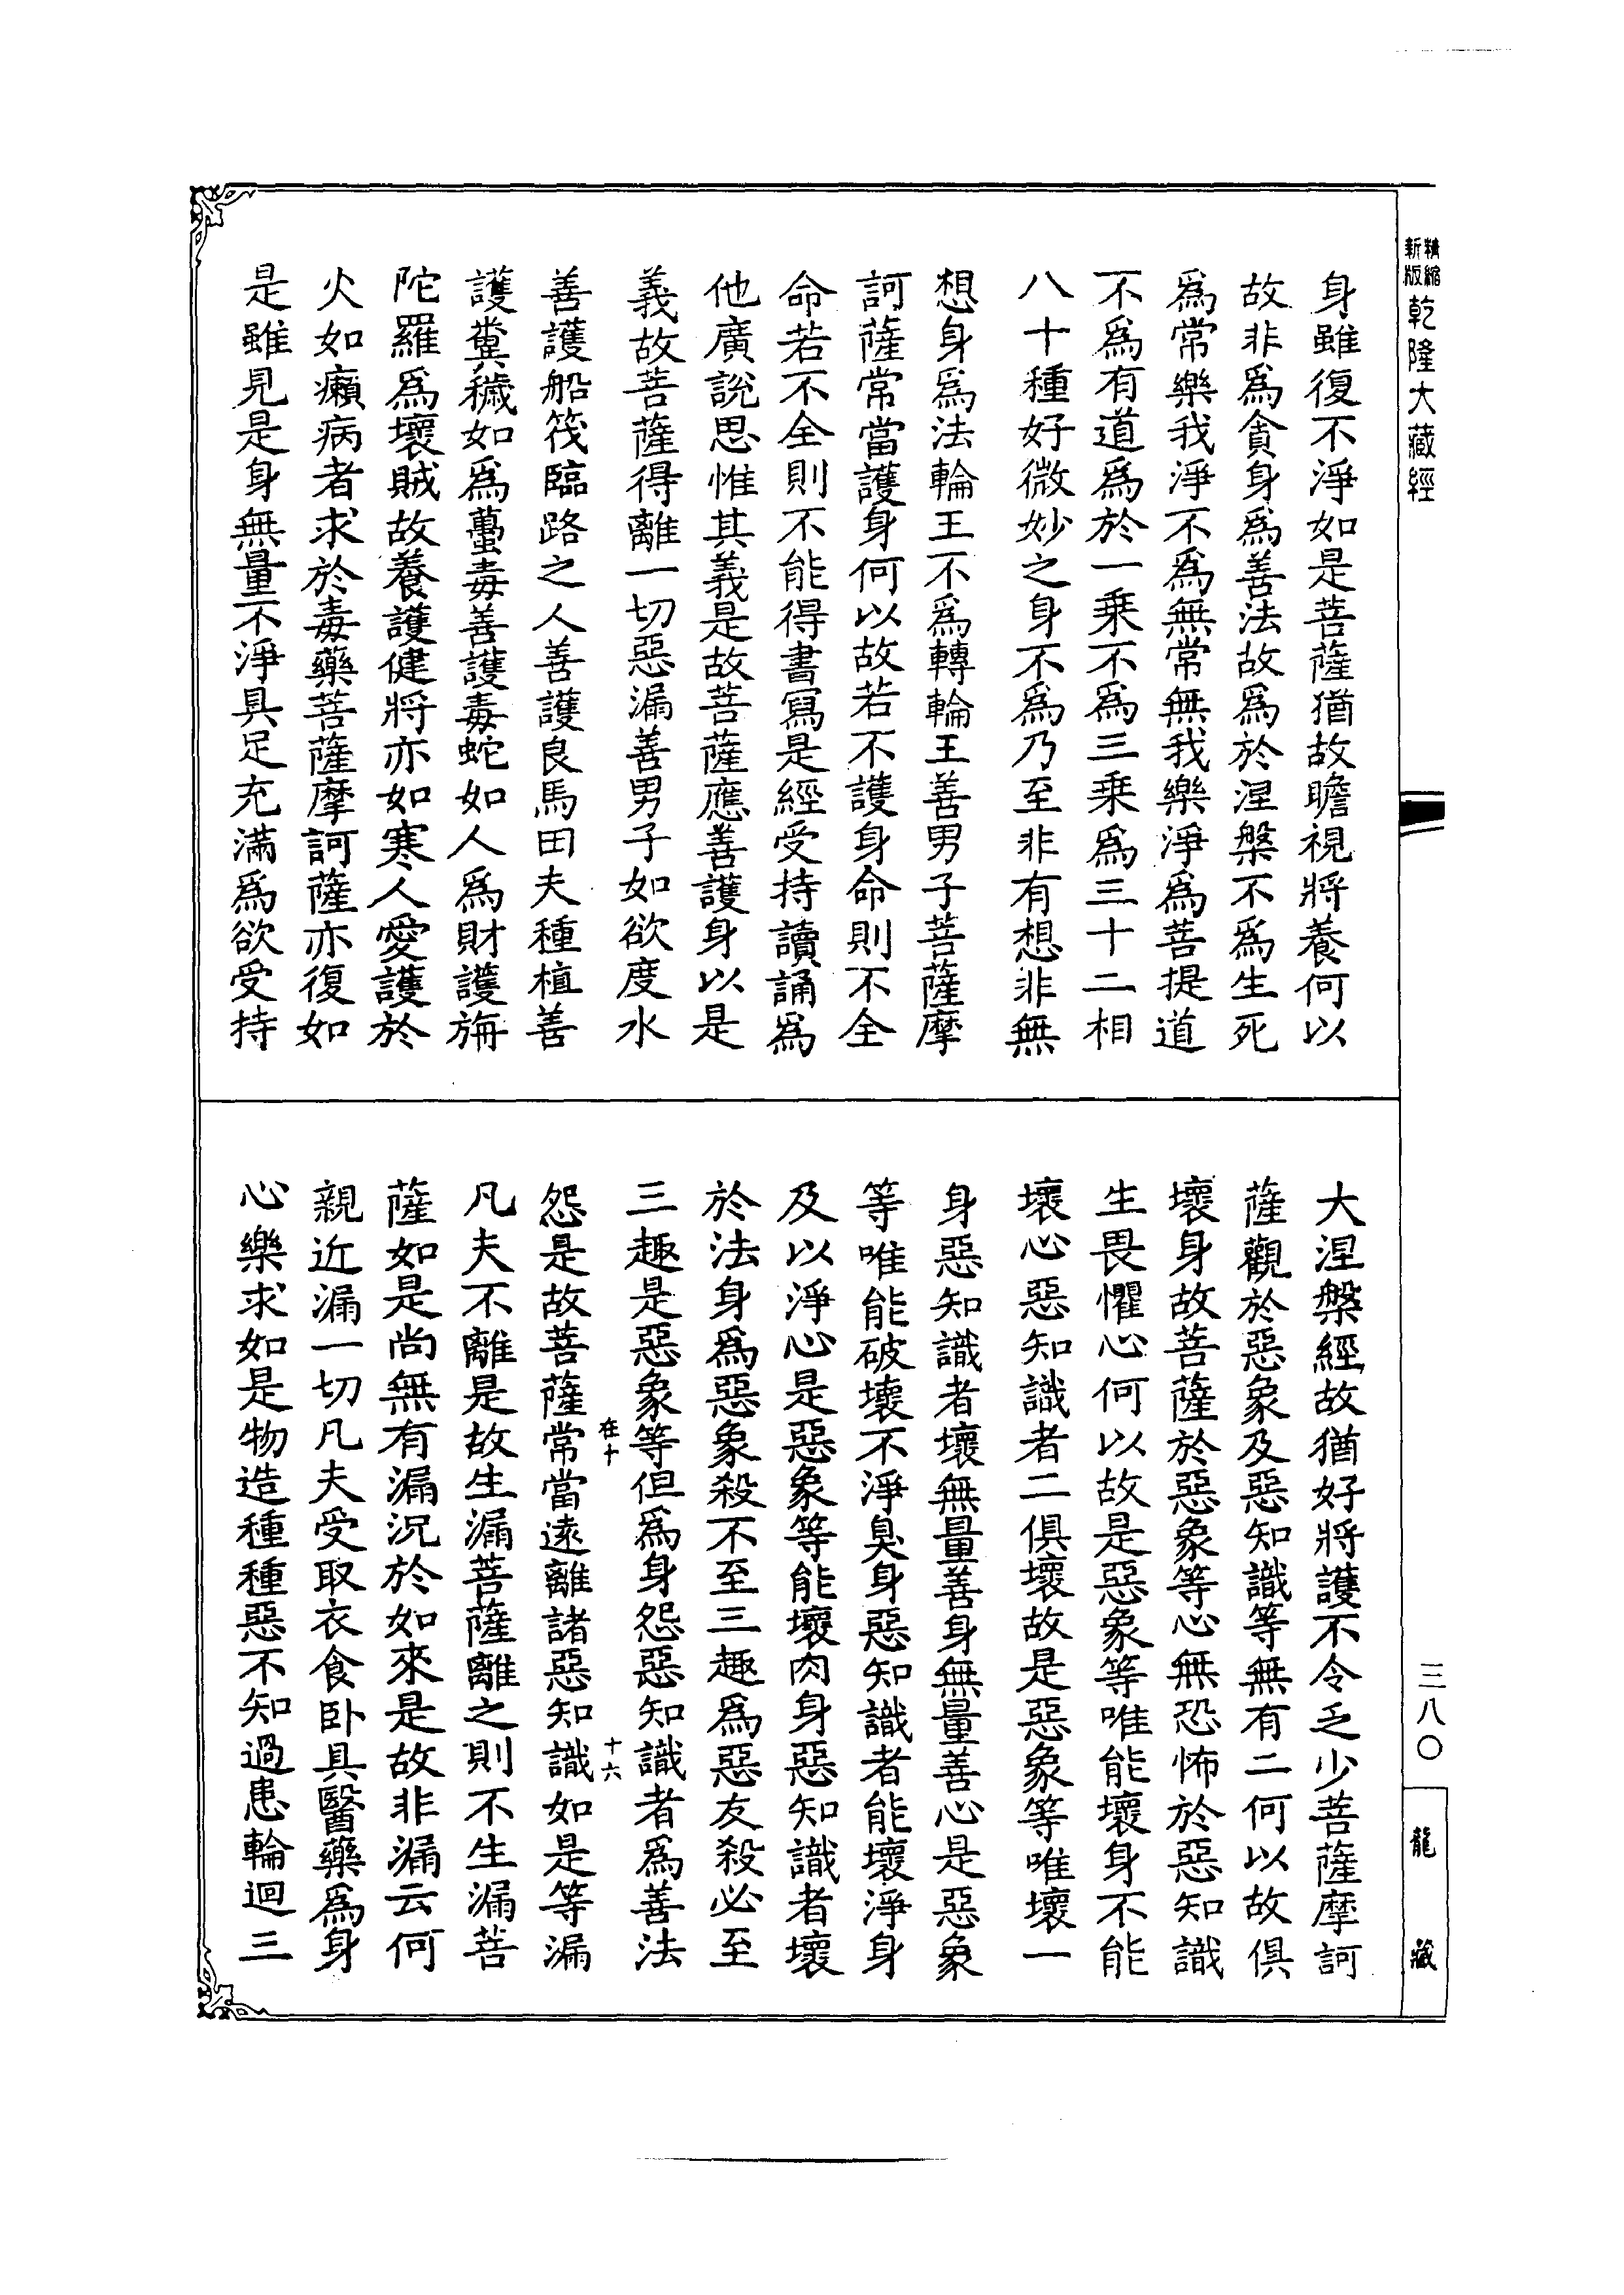 精縮新版乾隆大藏經
身雖復不淨如是菩薩猶故瞻視將養何以
故非爲貪身爲善法故爲於涅槃不爲生死
爲常樂我淨不爲無常無我樂淨爲菩提道
不爲有道爲於一乘不爲三乘爲三十二相
八十種好微妙之身不爲乃至非有想非無
想身爲法輪王不爲轉輪王善男子菩薩摩
訶薩常當護身何以故若不護身命則不全
命若不全則不能得書寫是經受持讀誦爲
他廣說思惟其義是故菩薩應善護身以是
義故菩薩得離一切惡漏善男子如欲度水
善護船筏臨路之人善護良馬田夫種植善
護糞穢如爲蠆毒善護毒蛇如人爲財護旃
陀羅爲壞賊故養護健將亦如寒人愛護於
火如癩病者求於毒藥菩薩摩訶薩亦復如
是雖見是身無量不淨具足充滿爲欲受持
大涅槃經故猶好將護不令乏少菩薩摩訶
薩觀於惡象及惡知識等無有二何以故俱
壞身故菩薩於惡象等心無恐怖於惡知識
生畏懼心何以故是惡象等唯能壞身不能
壞心惡知識者二俱壞故是惡象等唯壞一
身惡知識者壞無量善身無量善心是惡象
等唯能破壞不淨臭身惡知識者能壞淨身
及以淨心是惡象等能壞肉身惡知識者壞
於法身爲惡象殺不至三趣爲惡友殺必至
三趣是惡象等但爲身怨惡知識者爲善法
在十
十六
怨是故菩薩常當遠離諸惡知識如是等漏
凡夫不離是故生漏菩薩離之則不生漏菩
薩如是尚無有漏況於如來是故非漏云何
親近漏一切凡夫受取衣食臥具醫藥爲身
心樂求如是物造種種惡不知過患輪迴三
三八〇
龍藏